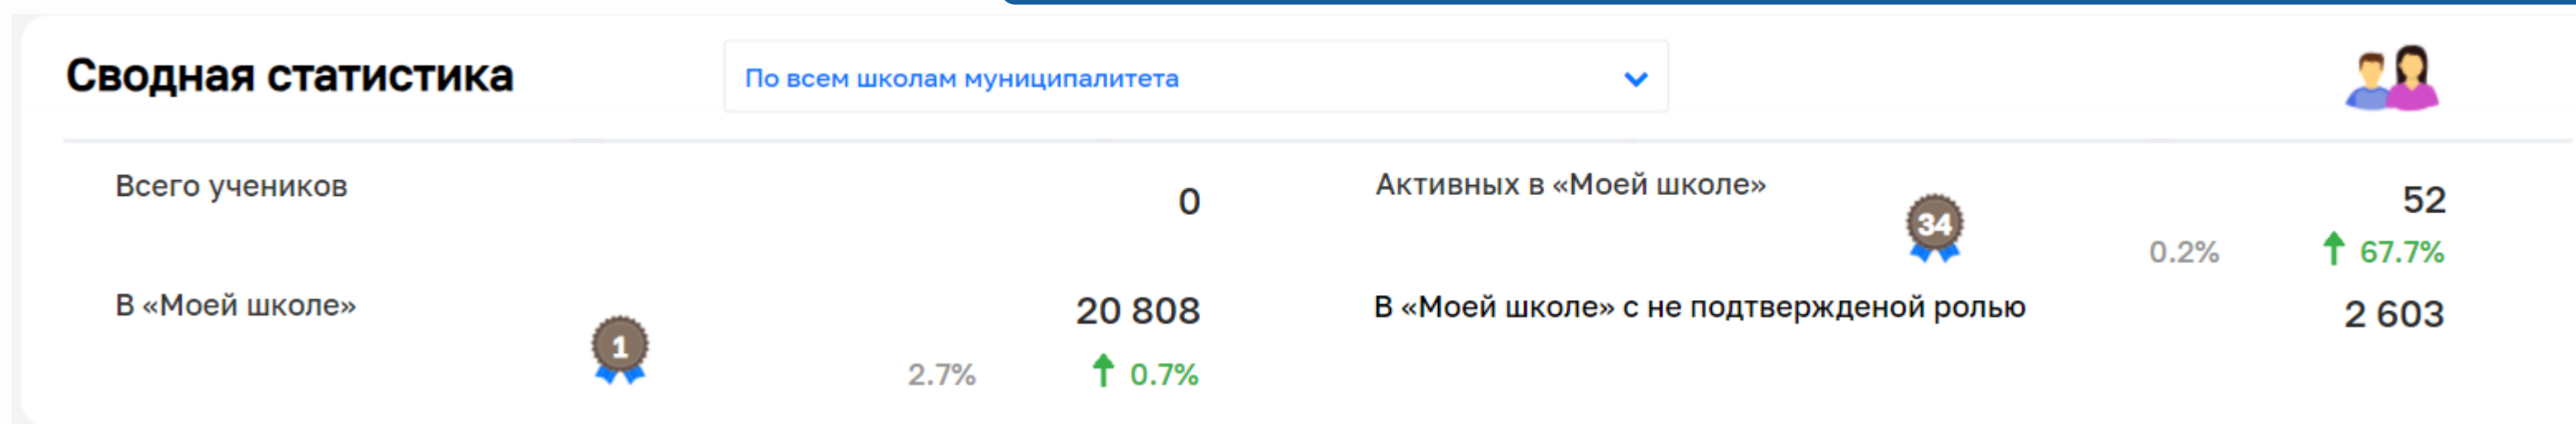 Сводная статистика
По всем школам муниципалитета
Всего учеников
0
Активных в «Моей школе»
34
52
0.2%
67.7%
В «Моей школе»
1
20 808
2.7%
0.7%
В «Моей школе» с не подтвержденой ролью
2 603